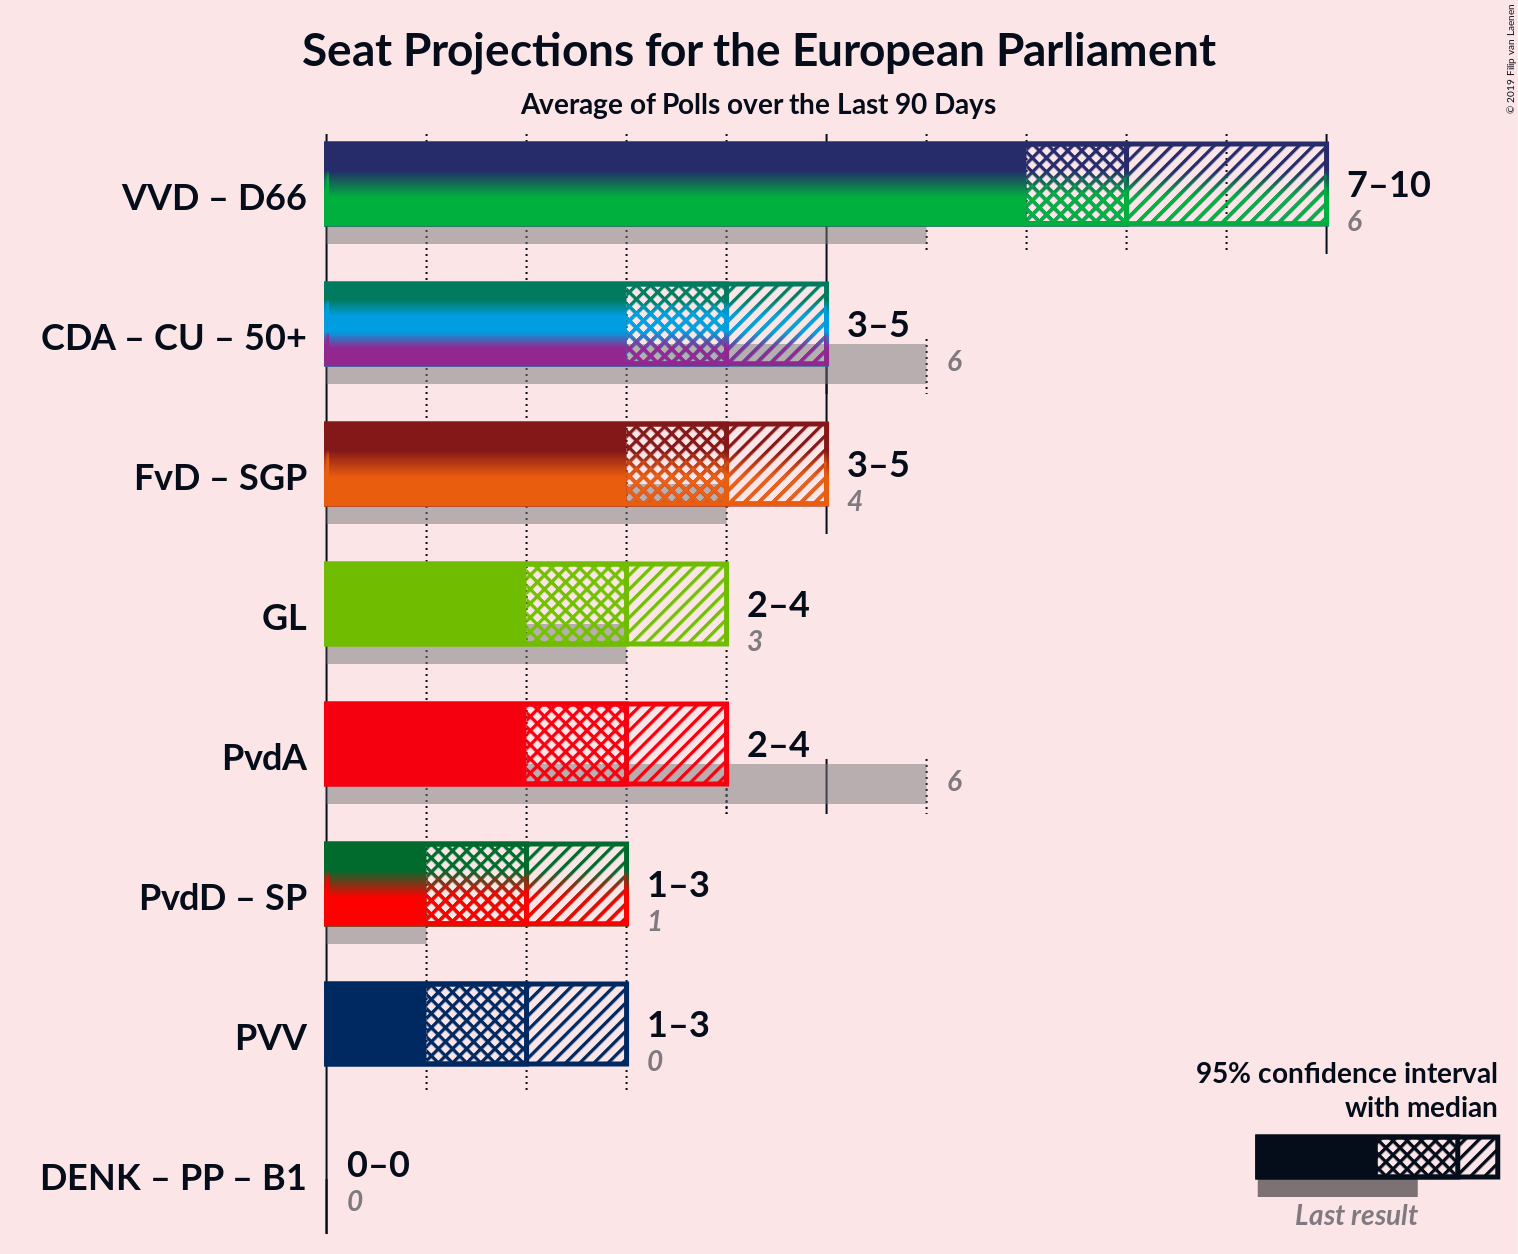 Seat Projections for the European Parliament
Average of Polls over the Last 90 Days
© 2019 Filip van Laenen
VVD – D66
7–10
6
CDA – CU – 50+
3–5
6
FvD – SGP
3–5
4
GL
2–4
3
PvdA
2–4
6
PvdD – SP
1–3
1
PVV
1–3
0
DENK – PP – B1
0–0
0
95% confidence interval
with median
Last result